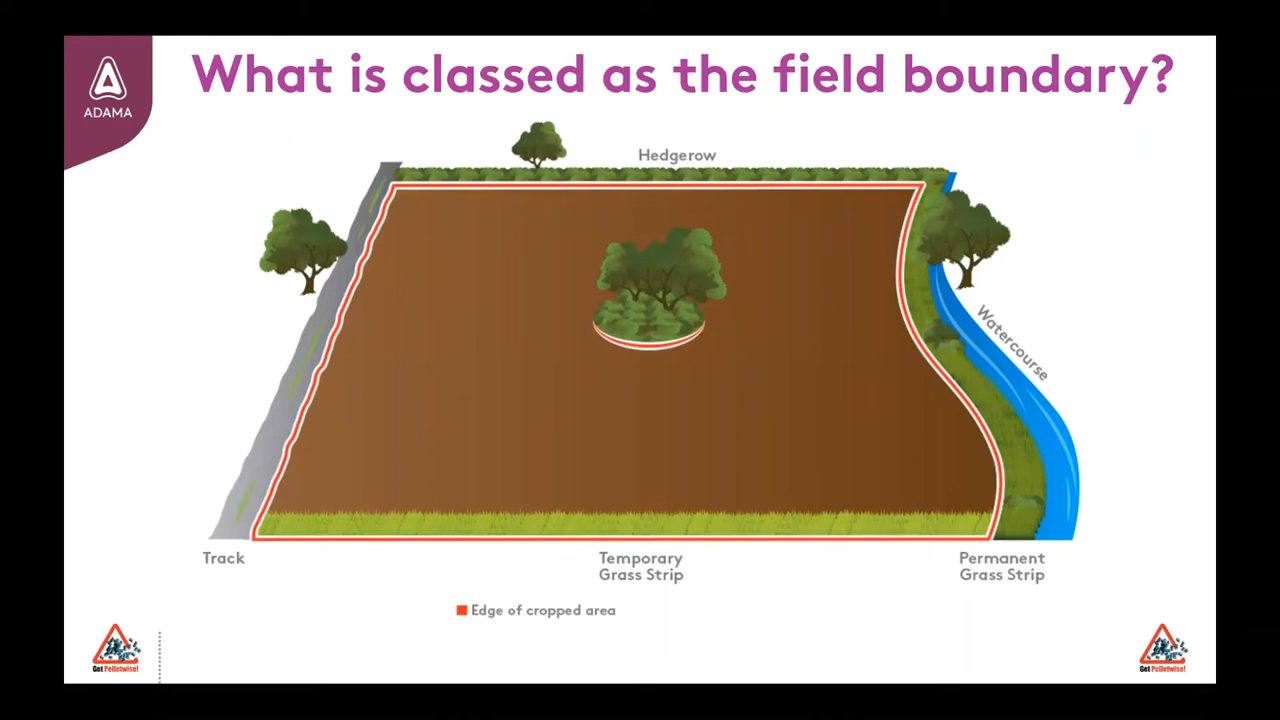 What is classed as the field boundary?
ADAMA
Hedgerow
Watercourse
Track
Temporary
Grass Strip
Permanent
Grass Strip
Edge of cropped area
Get Pelletwise!
Get Pelletwise!